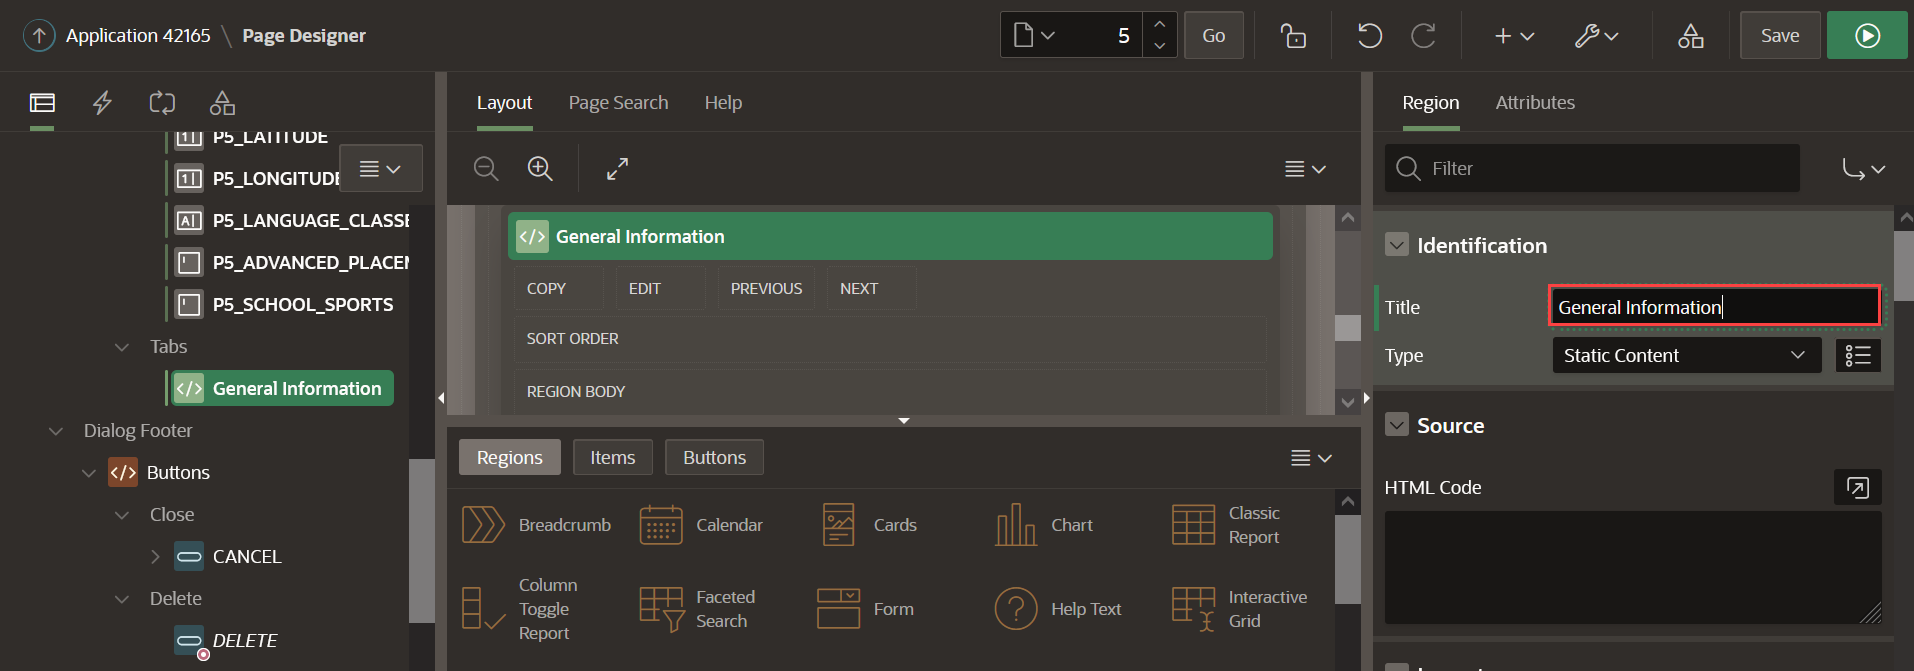 Application 42165 \ Page Designer
5
Go
Save
P5_LATITUDE
P5_LONGITUDE
P5_LANGUAGE_CLASSE
P5_ADVANCED_PLACEM
P5_SCHOOL_SPORTS
Tabs
General Information
Dialog Footer
Buttons
Close
CANCEL
Delete
DELETE
Layout Page Search Help
General Information
COPY EDIT PREVIOUS NEXT
SORT ORDER
REGION BODY
Regions Items Buttons
Breadcrumb
Calendar
Cards
Chart
Classic
Report
Column
Toggle
Report
Faceted
Search
Form
Help Text
Interactive
Grid
Region Attributes
Filter
Identification
Title General Information
Type Static Content
Source
HTML Code